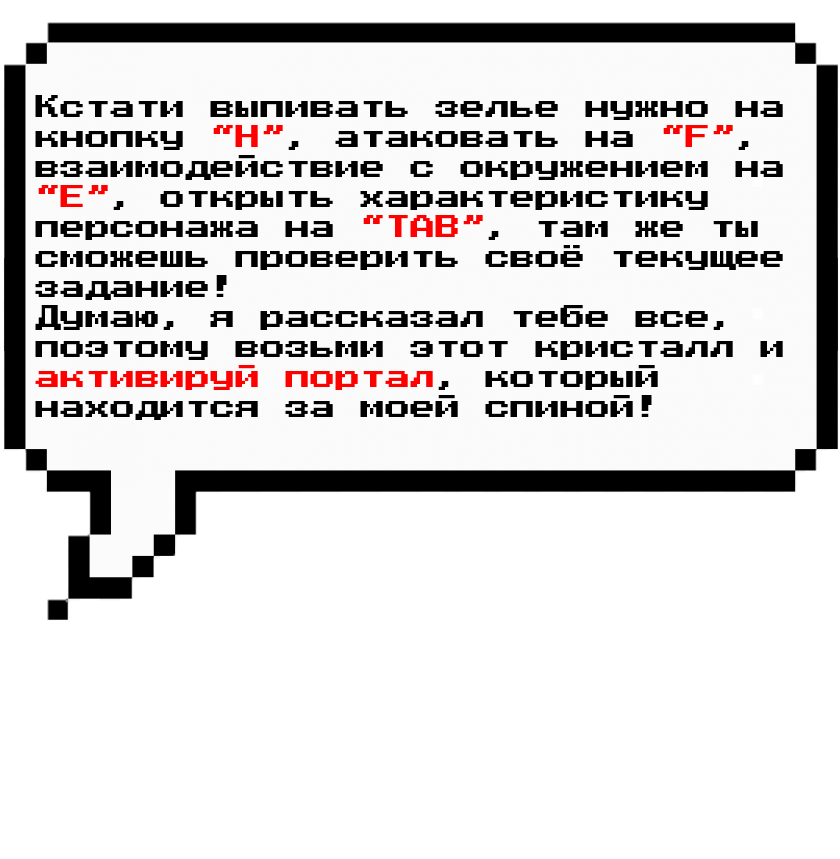 Кстати выпивать зелье нужно на
кнопку “H”, атаковать на “F”,
взаимодействие с окружением на
“E”, открыть характеристику
персонажа на “TAB”, там же ты
сможешь проверить своё текущее
задание!
Думаю, я рассказал тебе все,
поэтому возьми этот кристалл и
активируй портал, который
находится за моей спиной!